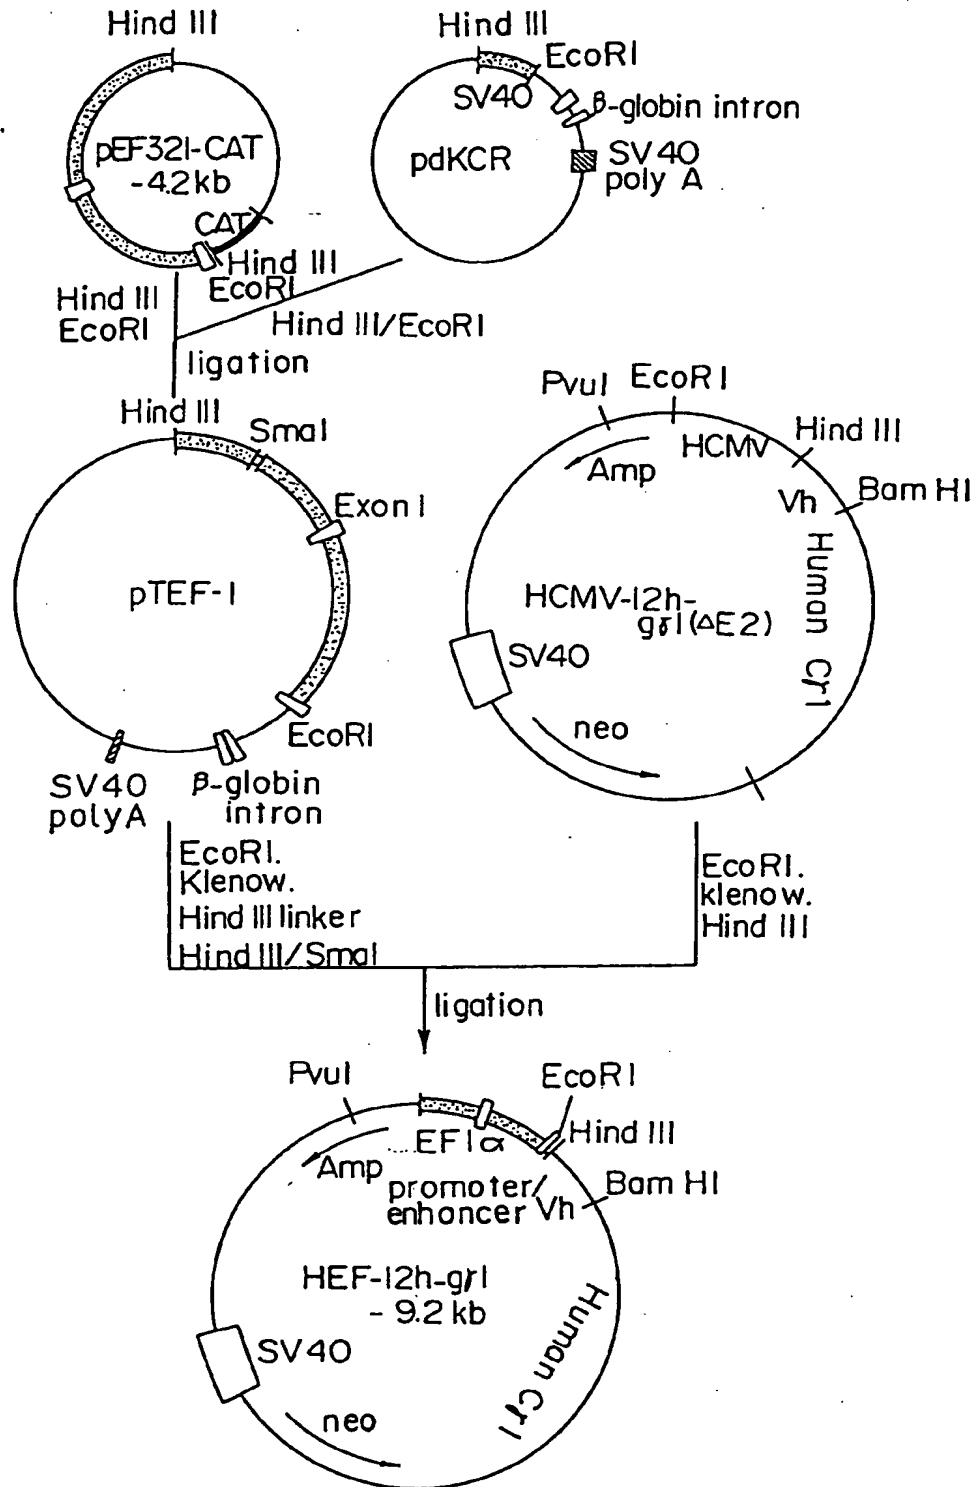 Hind III
pEF321-CAT
-4.2kb
CAT
Hind III
EcoRI
Hind III
EcoRI
SV40
β-globin intron
pdKCR
SV40
poly A
Hind III
EcoRI
Hind III/EcoRI
ligation
Hind III
SmaI
Exon I
pTEF-1
EcoRI
SV40
polyA
β-globin
intron
PvuI
EcoRI
HCMV
Hind III
Amp
Vh
Bam HI
HCMV-12h-
gγ1(ΔE2)
Human Cγ1
SV40
neo
EcoRI.
Klenow.
Hind III linker
Hind III/SmaI
EcoRI.
klenow.
Hind III
ligation
PvuI
EcoRI
EF1α
Hind III
Amp
promoter/
enhancer
Vh
Bam HI
HEF-12h-gγ1
- 9.2 kb
Human Cγ1
SV40
neo